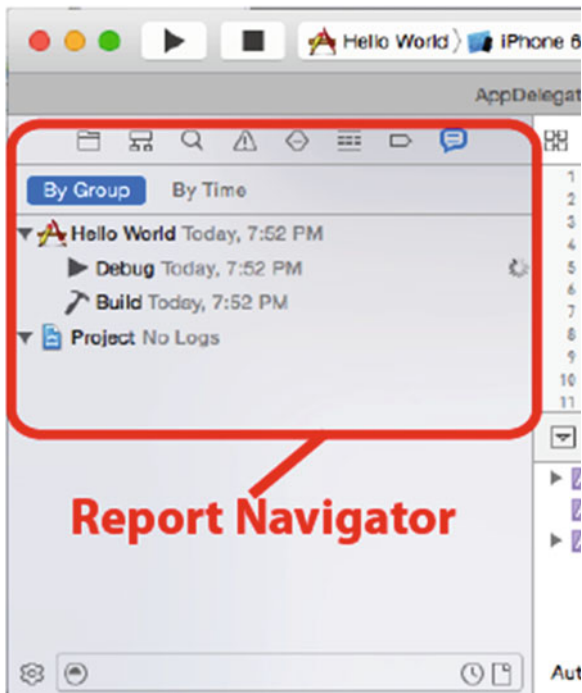 Hello World 〉 iPhone 6
AppDelegat
By Group By Time
Hello World Today, 7:52 PM
Debug Today, 7:52 PM
Build Today, 7:52 PM
Project No Logs
1
2
3
4
5
6
7
8
9
10
11
Report Navigator
Aut